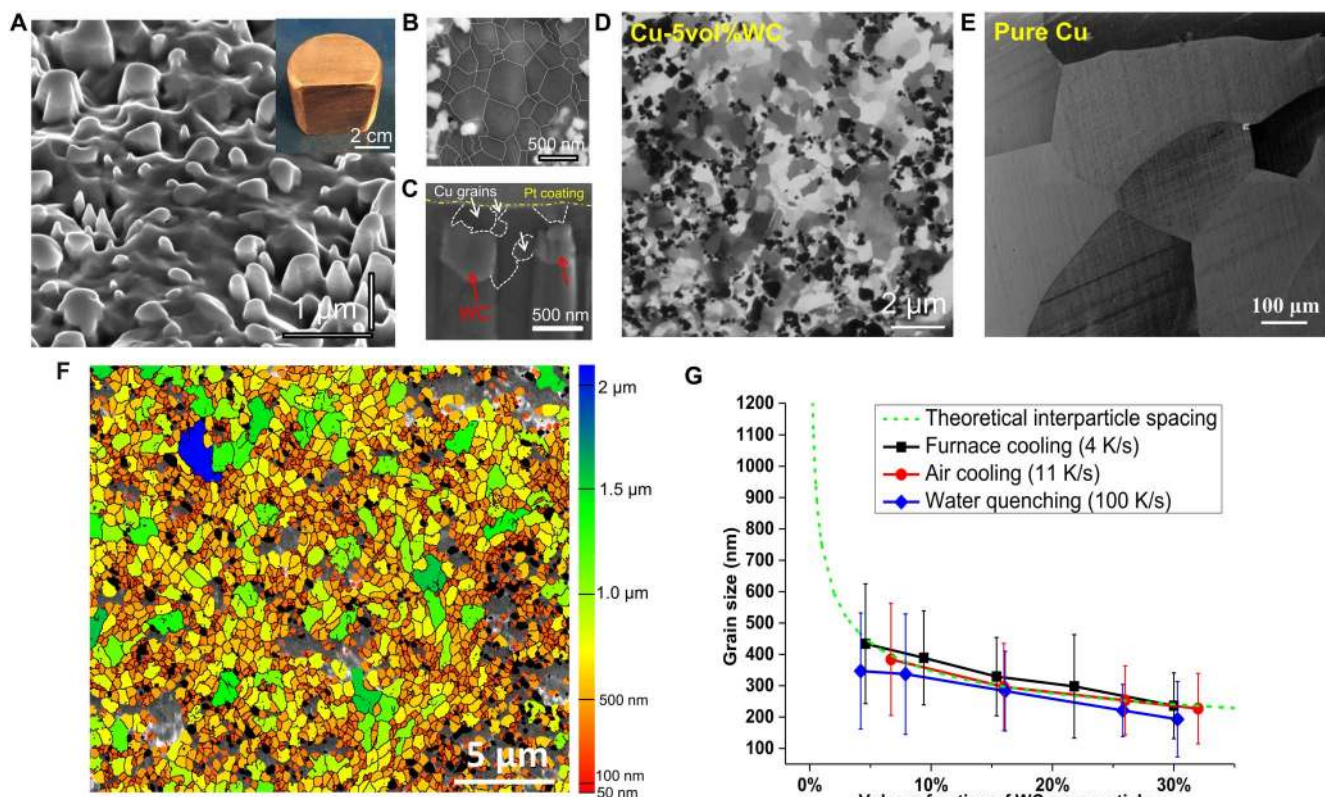 A
2 cm
1 µm
B
500 nm
C
Cu grains
Pt coating
WC
500 nm
D
Cu-5vol%WC
2 µm
E
Pure Cu
100 µm
F
5 µm
2 µm
1.5 µm
1.0 µm
500 nm
100 nm
50 nm
G
Theoretical interparticle spacing
Furnace cooling (4 K/s)
Air cooling (11 K/s)
Water quenching (100 K/s)
Grain size (nm)
1200
1100
1000
900
800
700
600
500
400
300
200
100
0%
10%
20%
30%